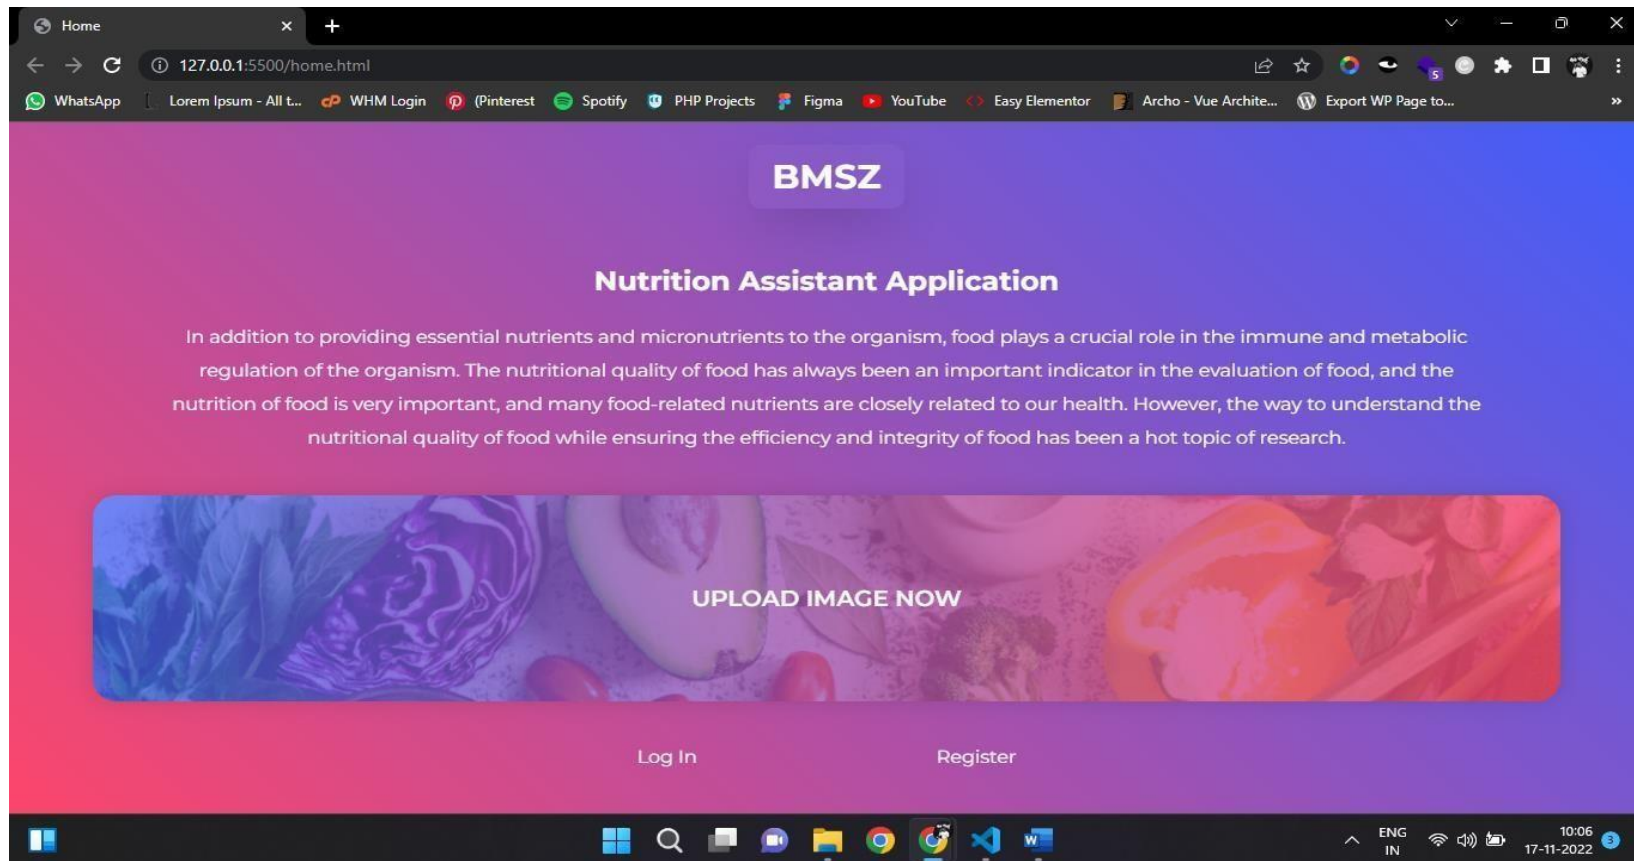 Home
127.0.0.1:5500/home.html
WhatsApp Lorem Ipsum - All t... WHM Login (Pinterest Spotify PHP Projects Figma YouTube Easy Elementor Archo - Vue Archite... Export WP Page to... »
BMSZ
Nutrition Assistant Application
In addition to providing essential nutrients and micronutrients to the organism, food plays a crucial role in the immune and metabolic
regulation of the organism. The nutritional quality of food has always been an important indicator in the evaluation of food, and the
nutrition of food is very important, and many food-related nutrients are closely related to our health. However, the way to understand the
nutritional quality of food while ensuring the efficiency and integrity of food has been a hot topic of research.
UPLOAD IMAGE NOW
Log In Register
ENG
IN
10:06
17-11-2022
3